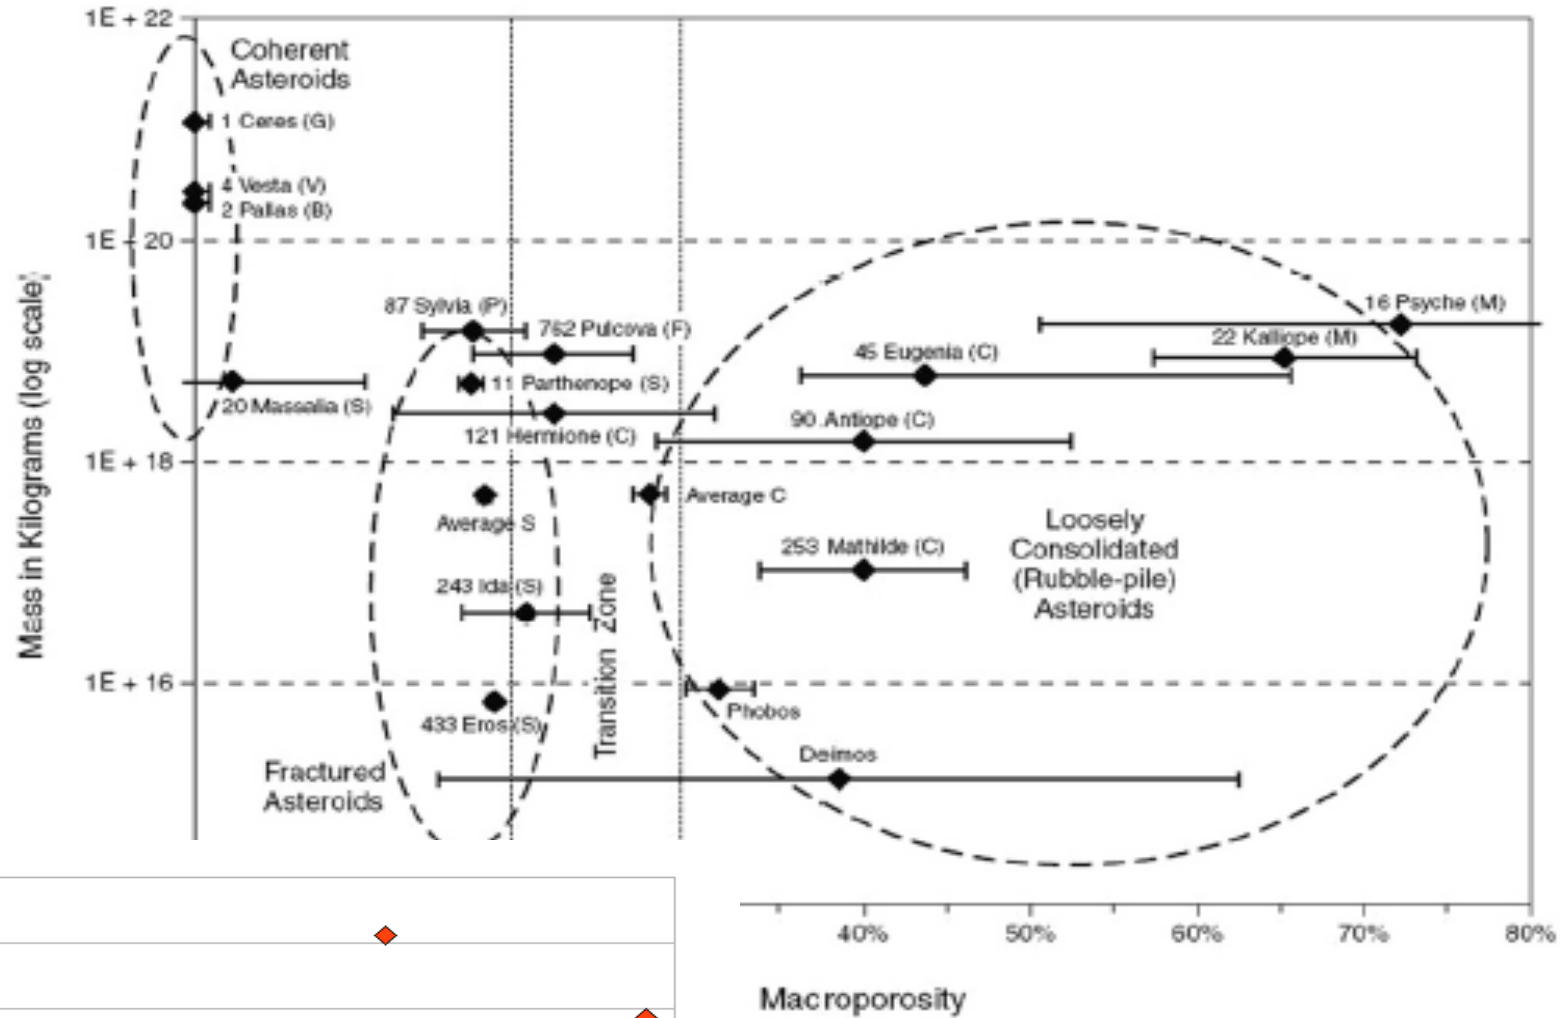 1E + 22
Coherent
Asteroids
1 Ceres (G)
4 Vesta (V)
2 Pallas (B)
1E + 20
87 Sylvia (P)
762 Pulcova (F)
16 Psyche (M)
22 Kalliope (M)
45 Eugenia (C)
11 Parthenope (S)
20 Massalia (S)
90 Antiope (C)
121 Hermione (C)
1E + 18
Average C
Average S
Loosely
Consolidated
(Rubble-pile)
Asteroids
253 Mathilde (C)
243 Ida (S)
Transition Zone
1E + 16
Phobos
433 Eros (S)
Deimos
Fractured
Asteroids
Mass in Kilograms (log scale)
40% 50% 60% 70% 80%
Macroporosity